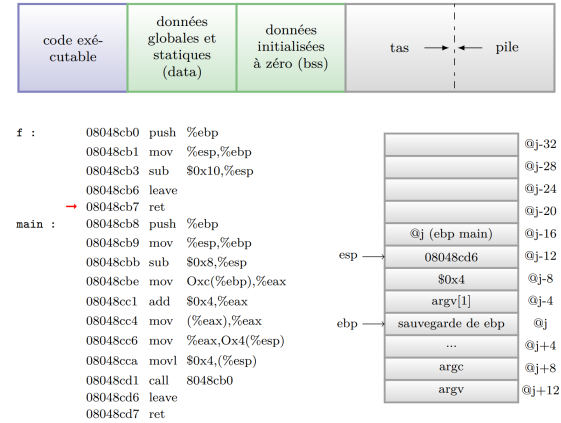 code exé-
cutable
données
globales et
statiques
(data)
données
initialisées
à zéro (bss)
tas
pile
f :
08048cb0 push %ebp
08048cb1 mov %esp,%ebp
08048cb3 sub $0x10,%esp
08048cb6 leave
08048cb7 ret
main :
08048cb8 push %ebp
08048cb9 mov %esp,%ebp
08048cbb sub $0x8,%esp
08048cbe mov Oxc(%ebp),%eax
08048cc1 add $0x4,%eax
08048cc4 mov (%eax),%eax
08048cc6 mov %eax,Ox4(%esp)
08048cca movl $0x4,(%esp)
08048cd1 call 8048cb0
08048cd6 leave
08048cd7 ret
@j-32
@j-28
@j-24
@j-20
@j (ebp main) @j-16
esp 08048cd6 @j-12
$0x4 @j-8
argv[1] @j-4
ebp sauvegarde de ebp @j
... @j+4
argc @j+8
argv @j+12